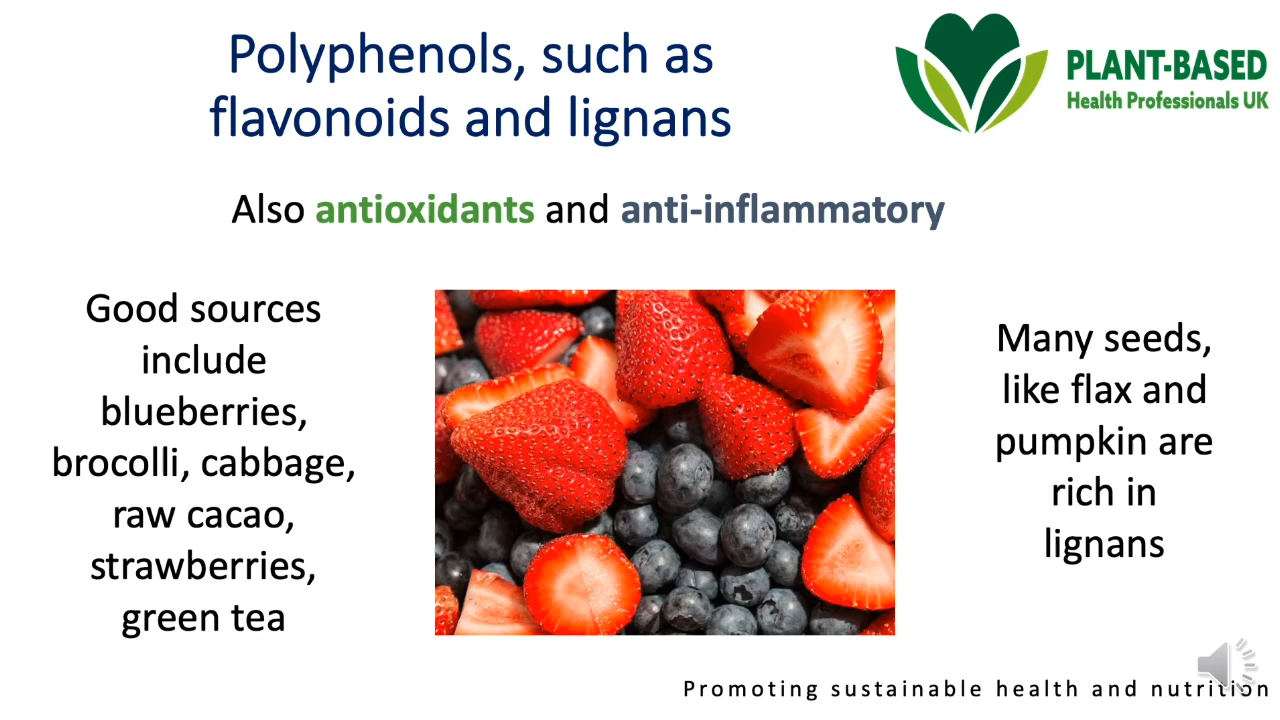 Polyphenols, such as
flavonoids and lignans
PLANT-BASED
Health Professionals UK
Also antioxidants and anti-inflammatory
Good sources
include
blueberries,
brocolli, cabbage,
raw cacao,
strawberries,
green tea
Many seeds,
like flax and
pumpkin are
rich in
lignans
Promoting sustainable health and nutrition